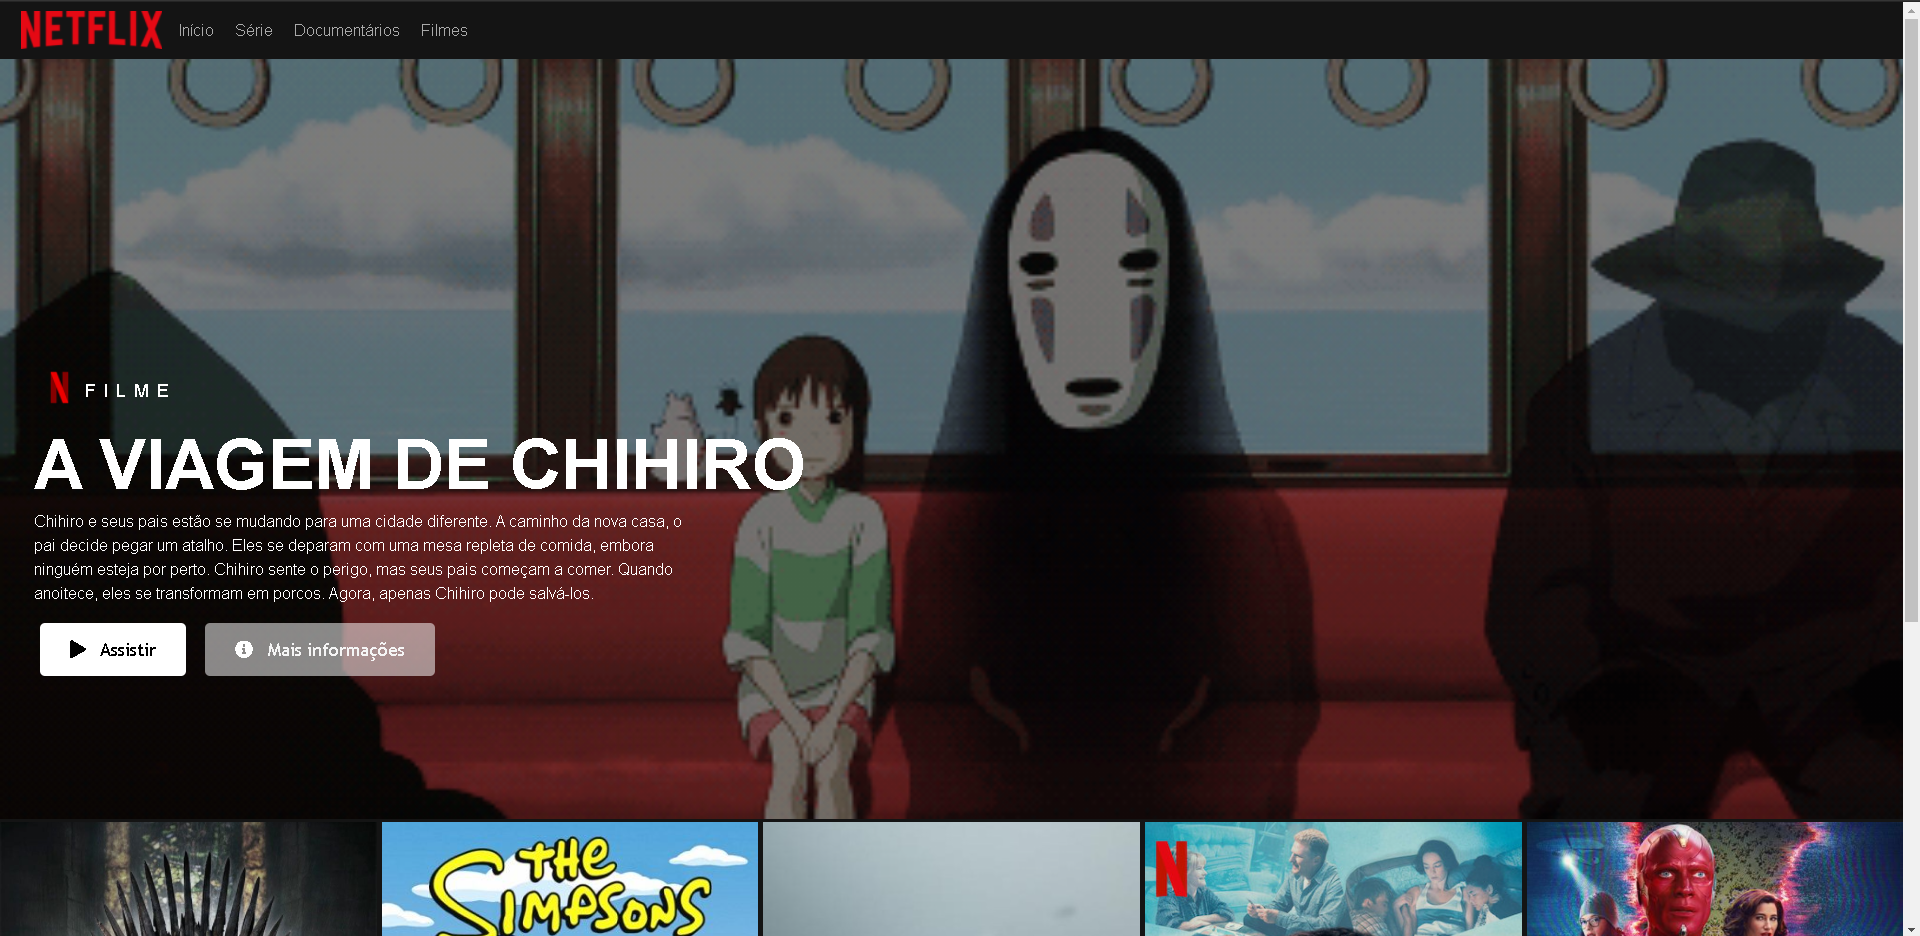 NETFLIX Início Série Documentários Filmes
N FILME
A VIAGEM DE CHIHIRO
Chihiro e seus pais estão se mudando para uma cidade diferente. A caminho da nova casa, o
pai decide pegar um atalho. Eles se deparam com uma mesa repleta de comida, embora
ninguém esteja por perto. Chihiro sente o perigo, mas seus pais começam a comer. Quando
anoitece, eles se transformam em porcos. Agora, apenas Chihiro pode salvá-los.
Assistir Mais informações
THE
SIMPSONS
N